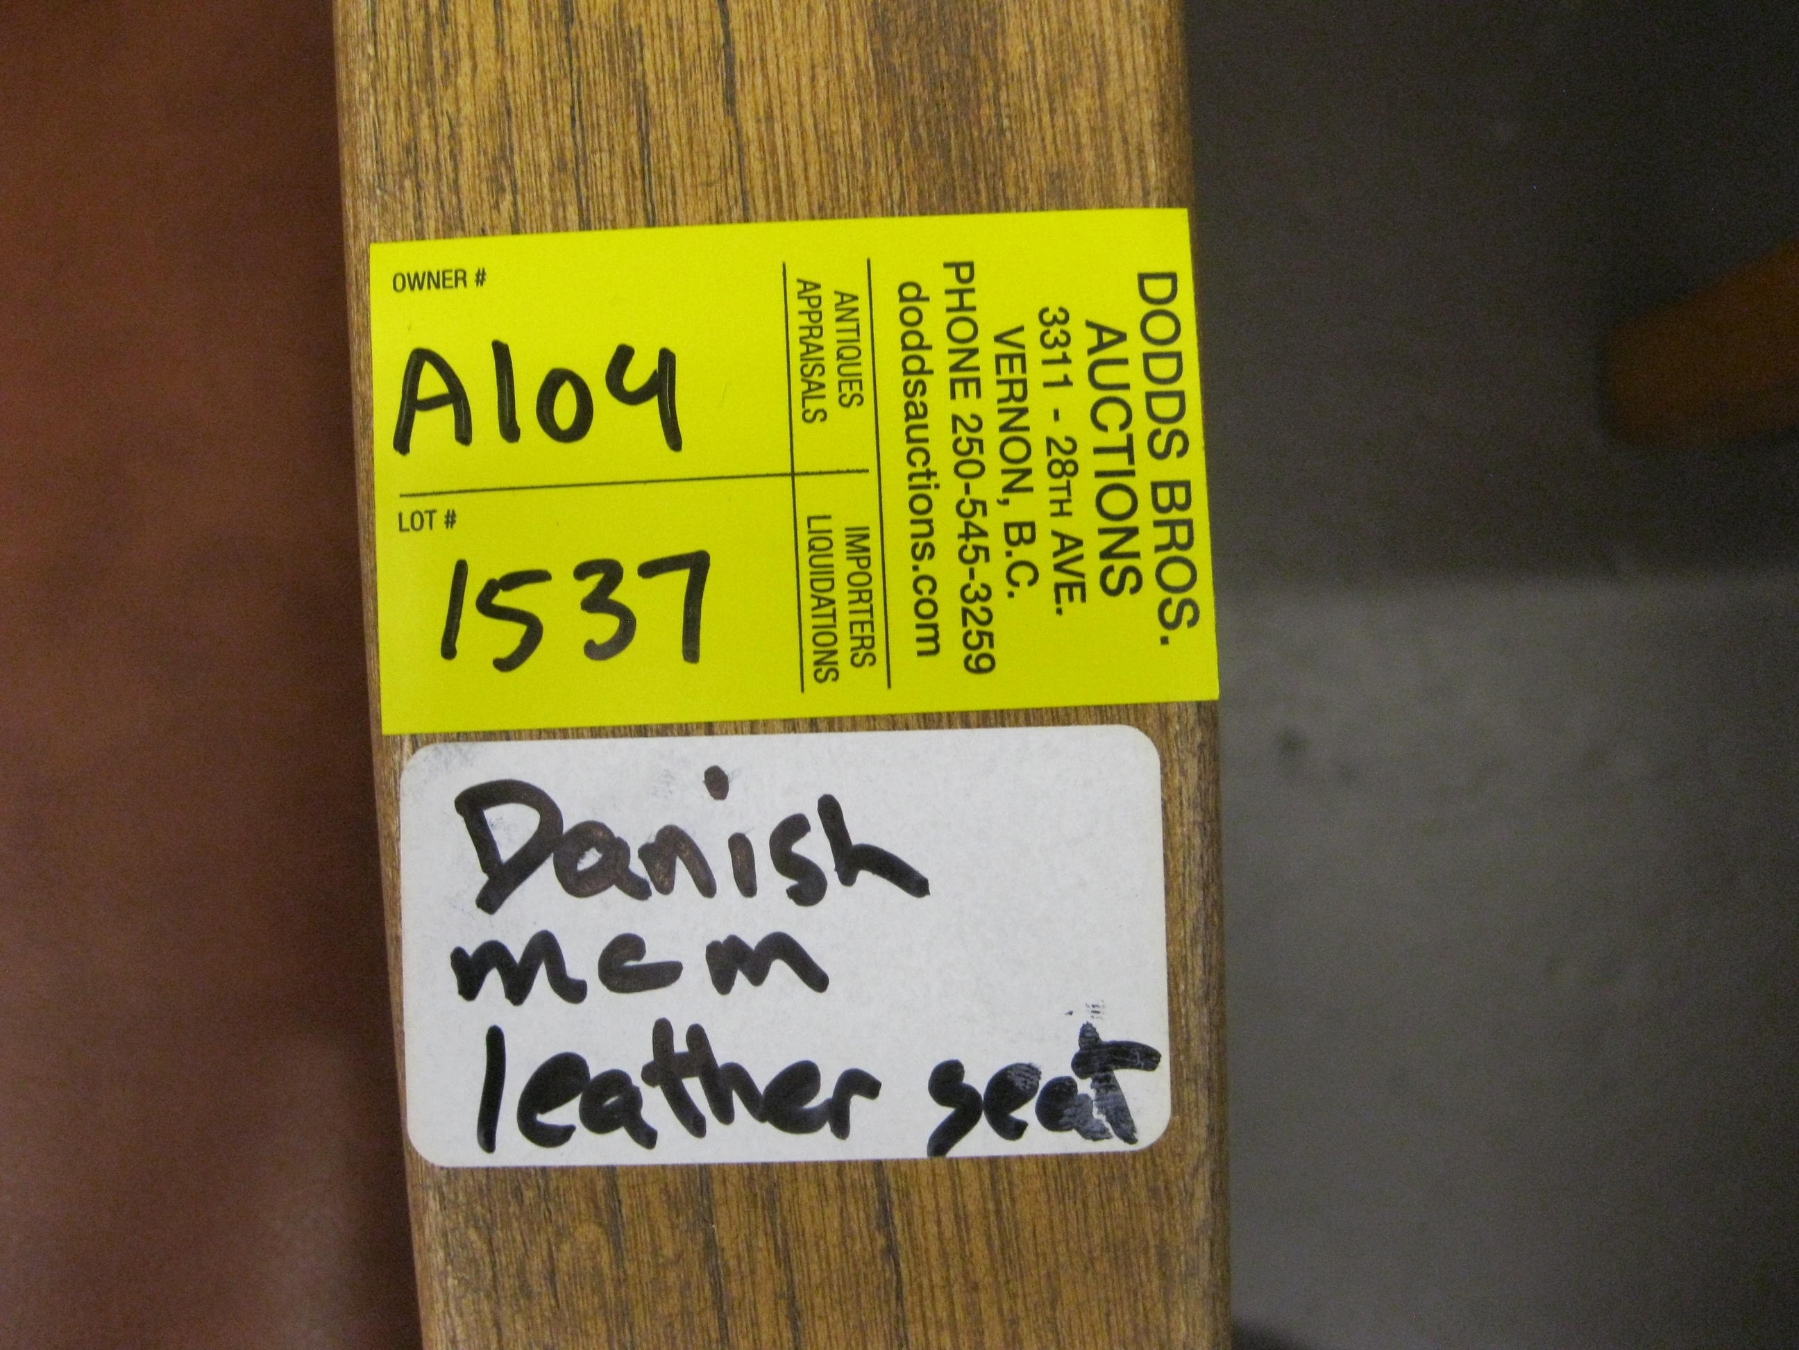 OWNER #
A104
LOT #
1537
DODDS BROS.
AUCTIONS
3311 - 28TH AVE.
VERNON, B.C.
PHONE 250-545-3259
doddsauctions.com
ANTIQUES IMPORTERS
APPRAISALS LIQUIDATIONS
Danish
mcm
leather seat